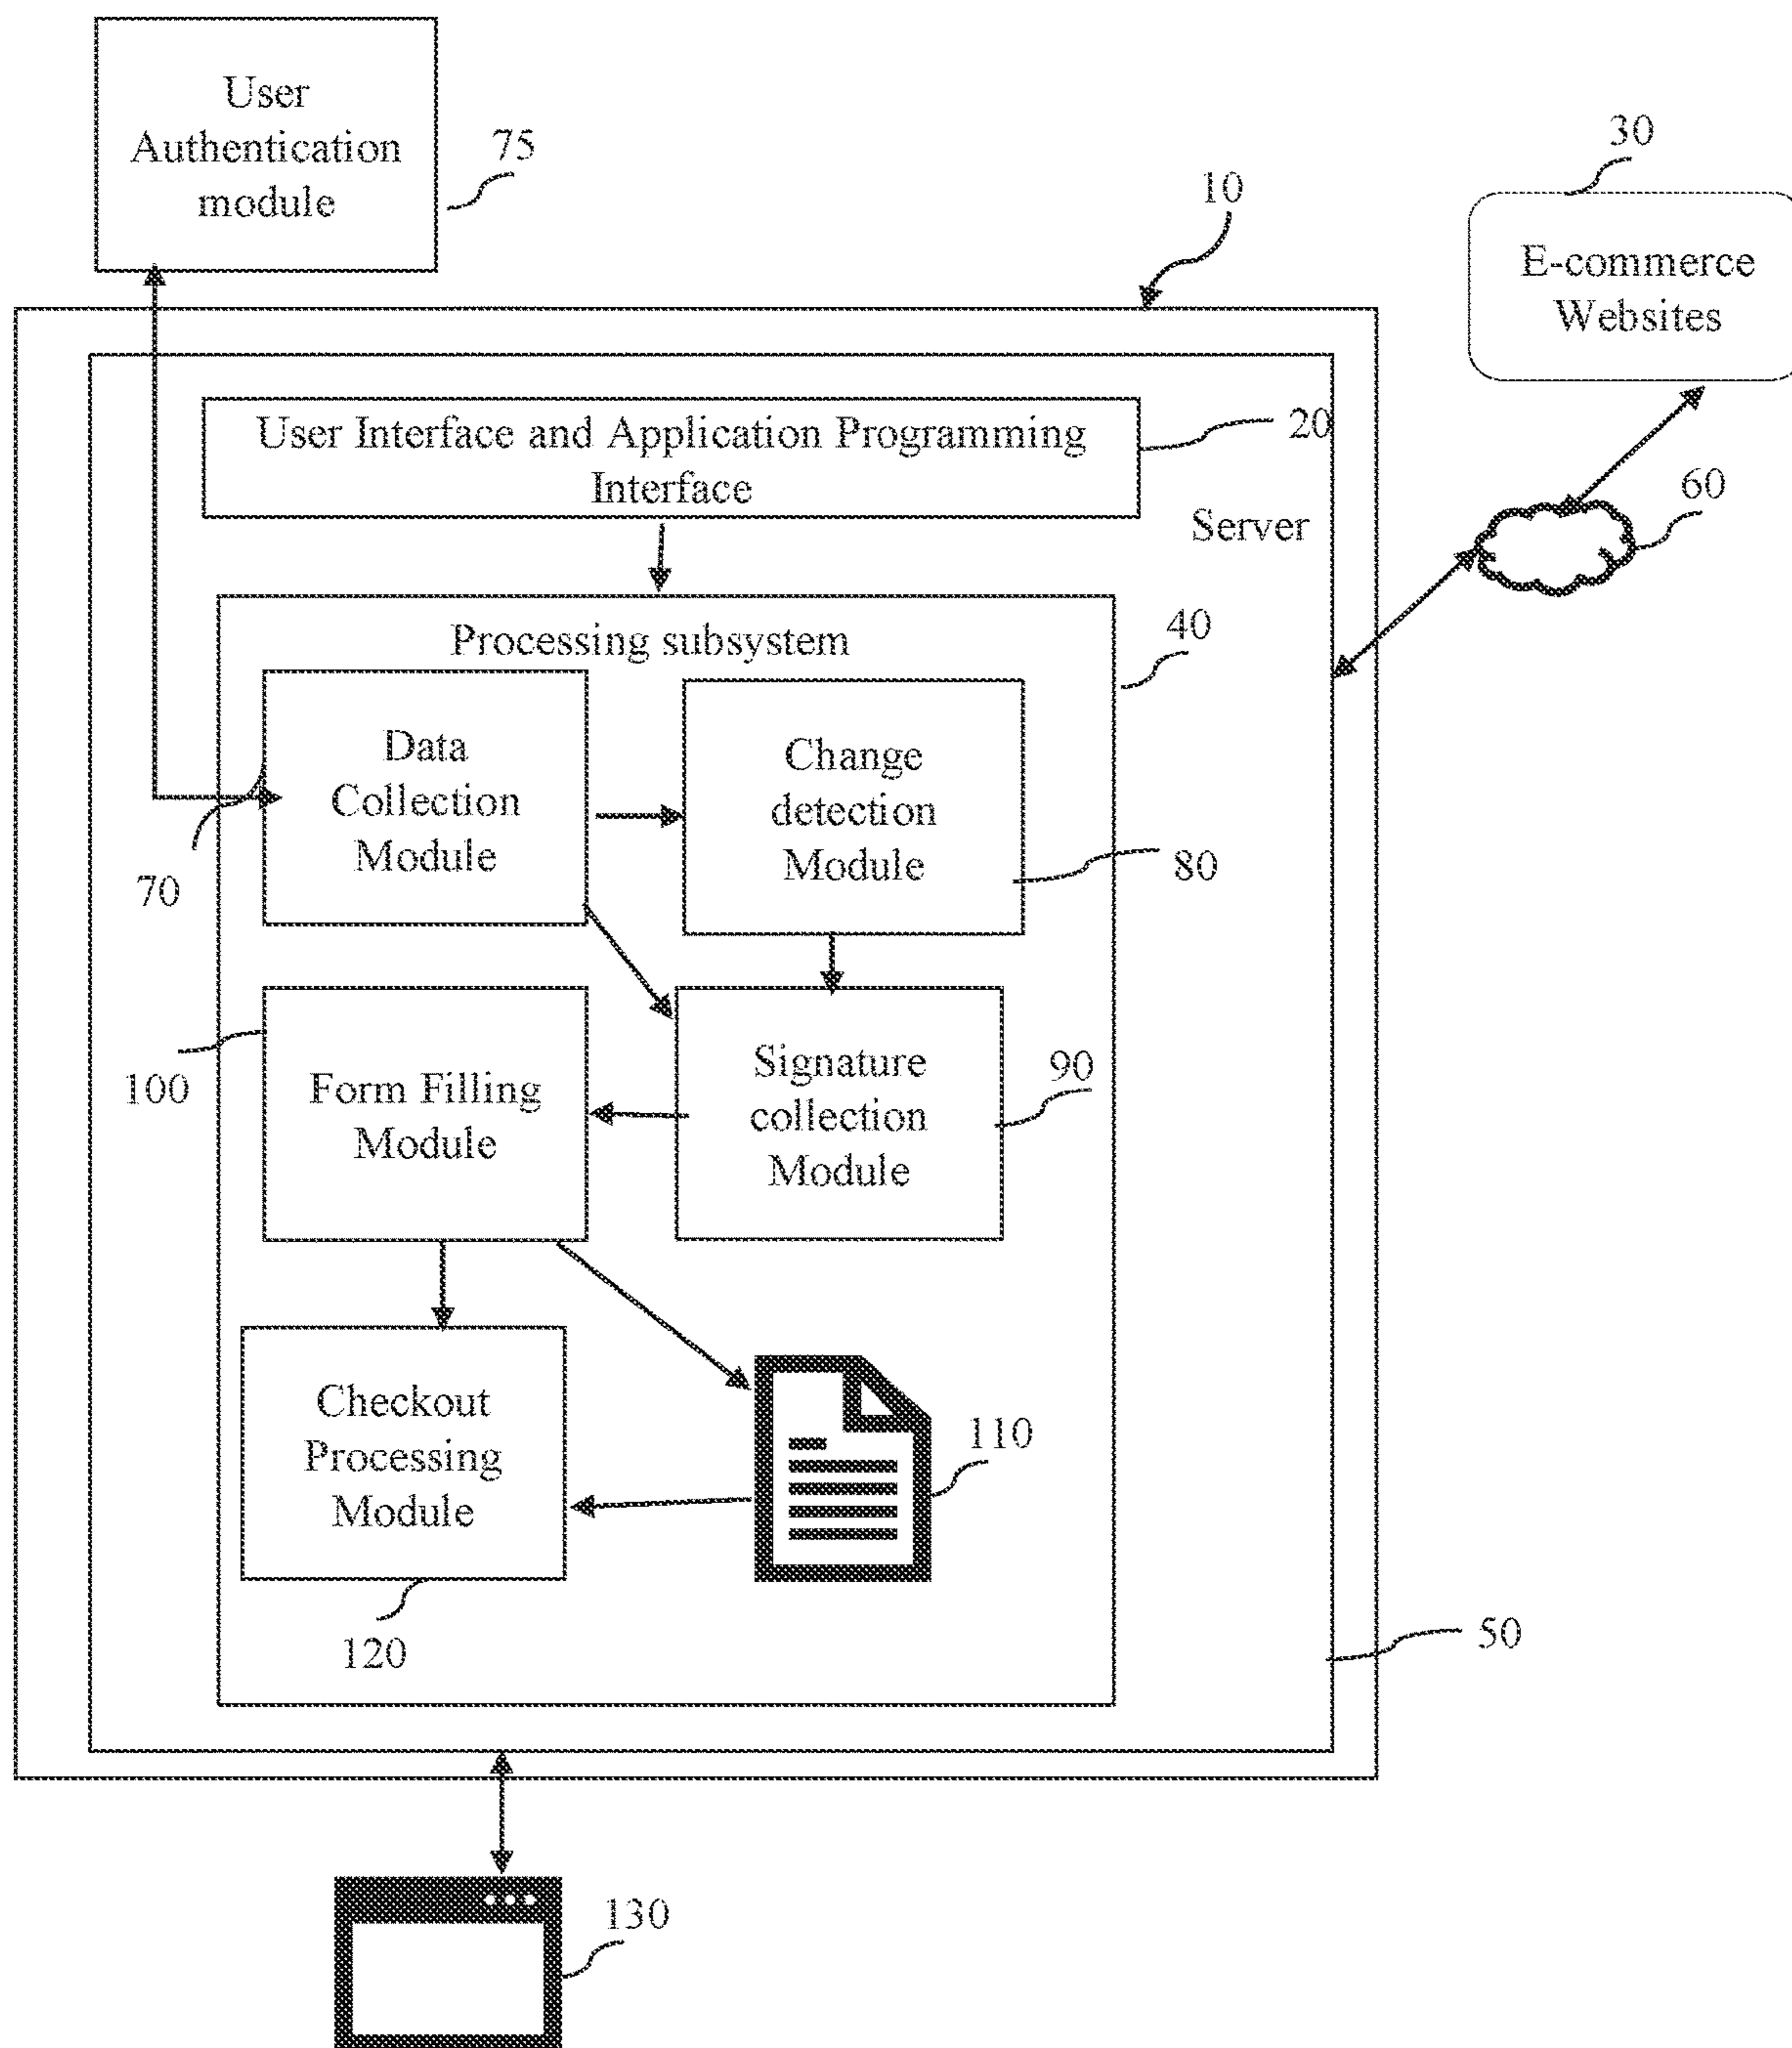 User
Authentication
module
75
10
30
E-commerce
Websites
User Interface and Application Programming
Interface
20
Server
60
Processing subsystem
40
Data
Collection
Module
70
Change
detection
Module
80
Form Filling
Module
100
Signature
collection
Module
90
Checkout
Processing
Module
120
110
50
130